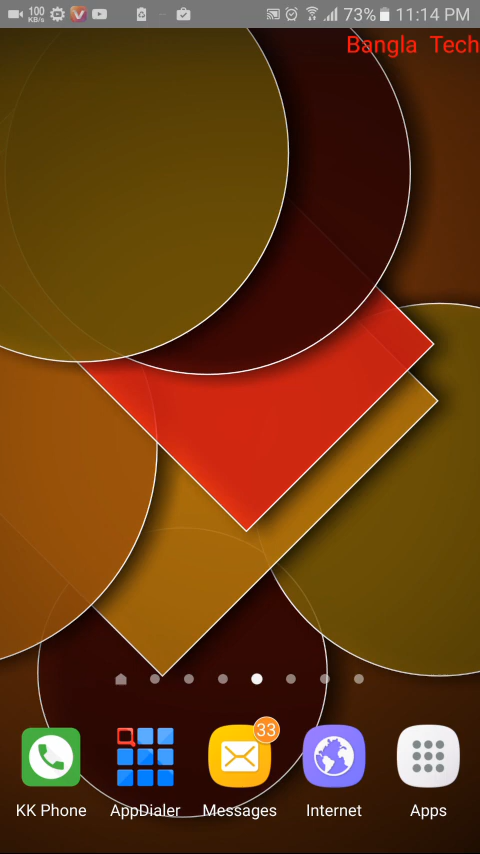 100 KB/s 73% 11:14 PM
Bangla Tech
33
KK Phone AppDialer Messages Internet Apps